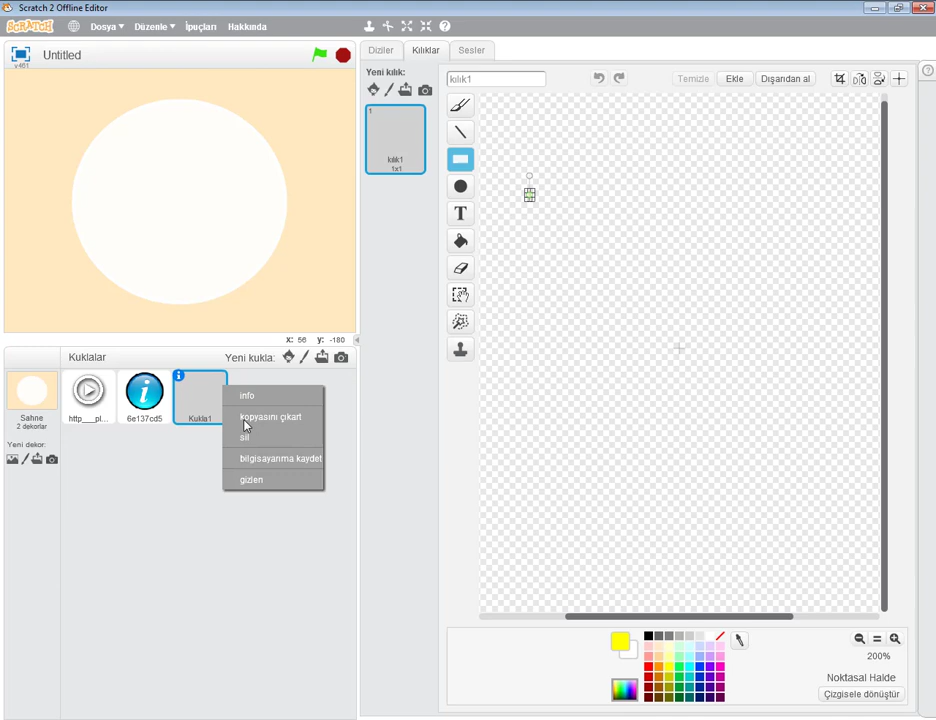 Scratch 2 Offline Editor
SCRATCH Dosya Düzenle İpuçları Hakkında
Untitled
v461
Diziler Kılıklar Sesler
Yeni kılık:
1
kılık1
1x1
kılık1
Temizle Ekle Dışarıdan al
T
x: 56 y: -180
Kuklalar
Yeni kukla:
Sahne
2 dekorlar
Yeni dekor:
http___pl...
6e137cd5
Kukla1
info
kopyasını çıkart
sil
bilgisayarıma kaydet
gizlen
200%
Noktasal Halde
Çizgisele dönüştür